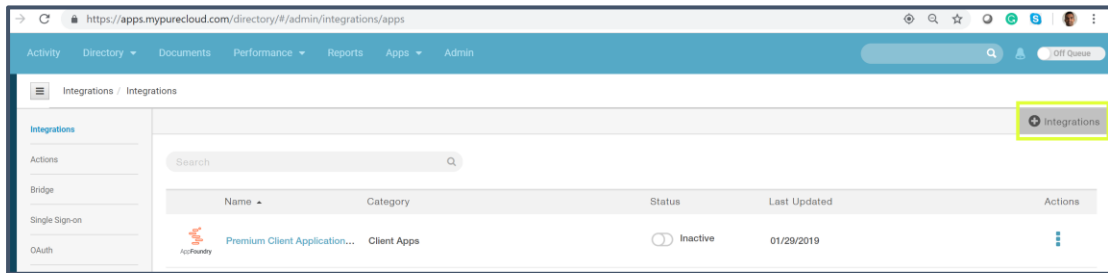 https://apps.mypurecloud.com/directory/#/admin/integrations/apps
Activity Directory Documents Performance Reports Apps Admin Off Queue
Integrations / Integrations
Integrations
Integrations
Actions
Search
Bridge
Name Category Status Last Updated Actions
Single Sign-on
AppFoundry Premium Client Application... Client Apps Inactive 01/29/2019
OAuth